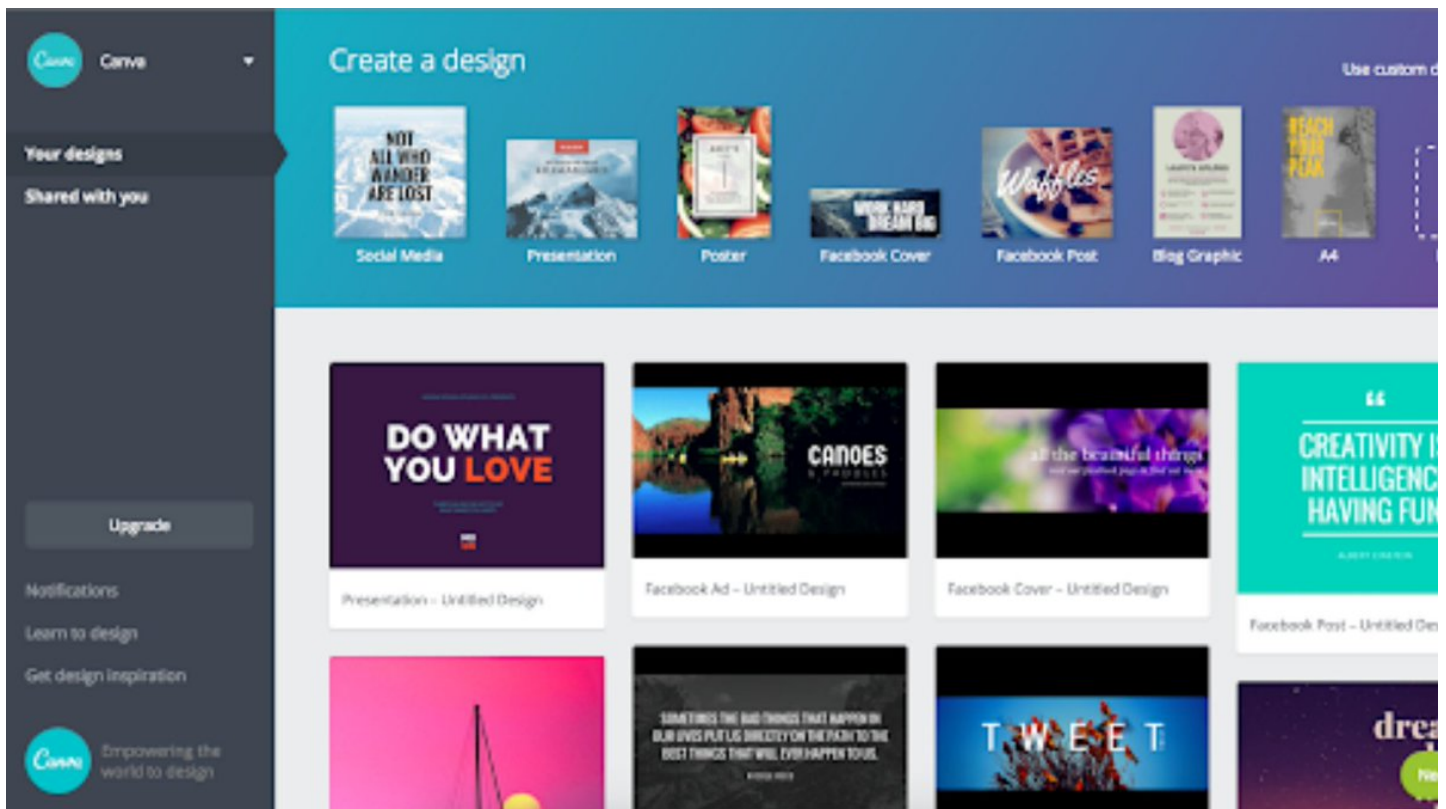 Canva
Canva
Your designs
Shared with you
Upgrade
Notifications
Learn to design
Get design inspiration
Canva
Empowering the
world to design
Create a design
Use custom d
NOT
ALL WHO
WANDER
ARE LOST
Social Media
Presentation
Poster
WORK HARD
DREAM BIG
Facebook Cover
Waffles
Facebook Post
Blog Graphic
REACH
YOUR
PEAK
A4
DO WHAT
YOU LOVE
Presentation – Untitled Design
CANOES
& PADDLES
Facebook Ad – Untitled Design
all the beautiful things
Facebook Cover – Untitled Design
“
CREATIVITY IS
INTELLIGENC
HAVING FUN
ALBERT EINSTEIN
Facebook Post – Untitled Des
SOMETIMES THE BAD THINGS THAT HAPPEN IN
OUR LIVES PUT US DIRECTLY ON THE PATH TO THE
BEST THINGS THAT WILL EVER HAPPEN TO US.
TWEET
drea
Ne